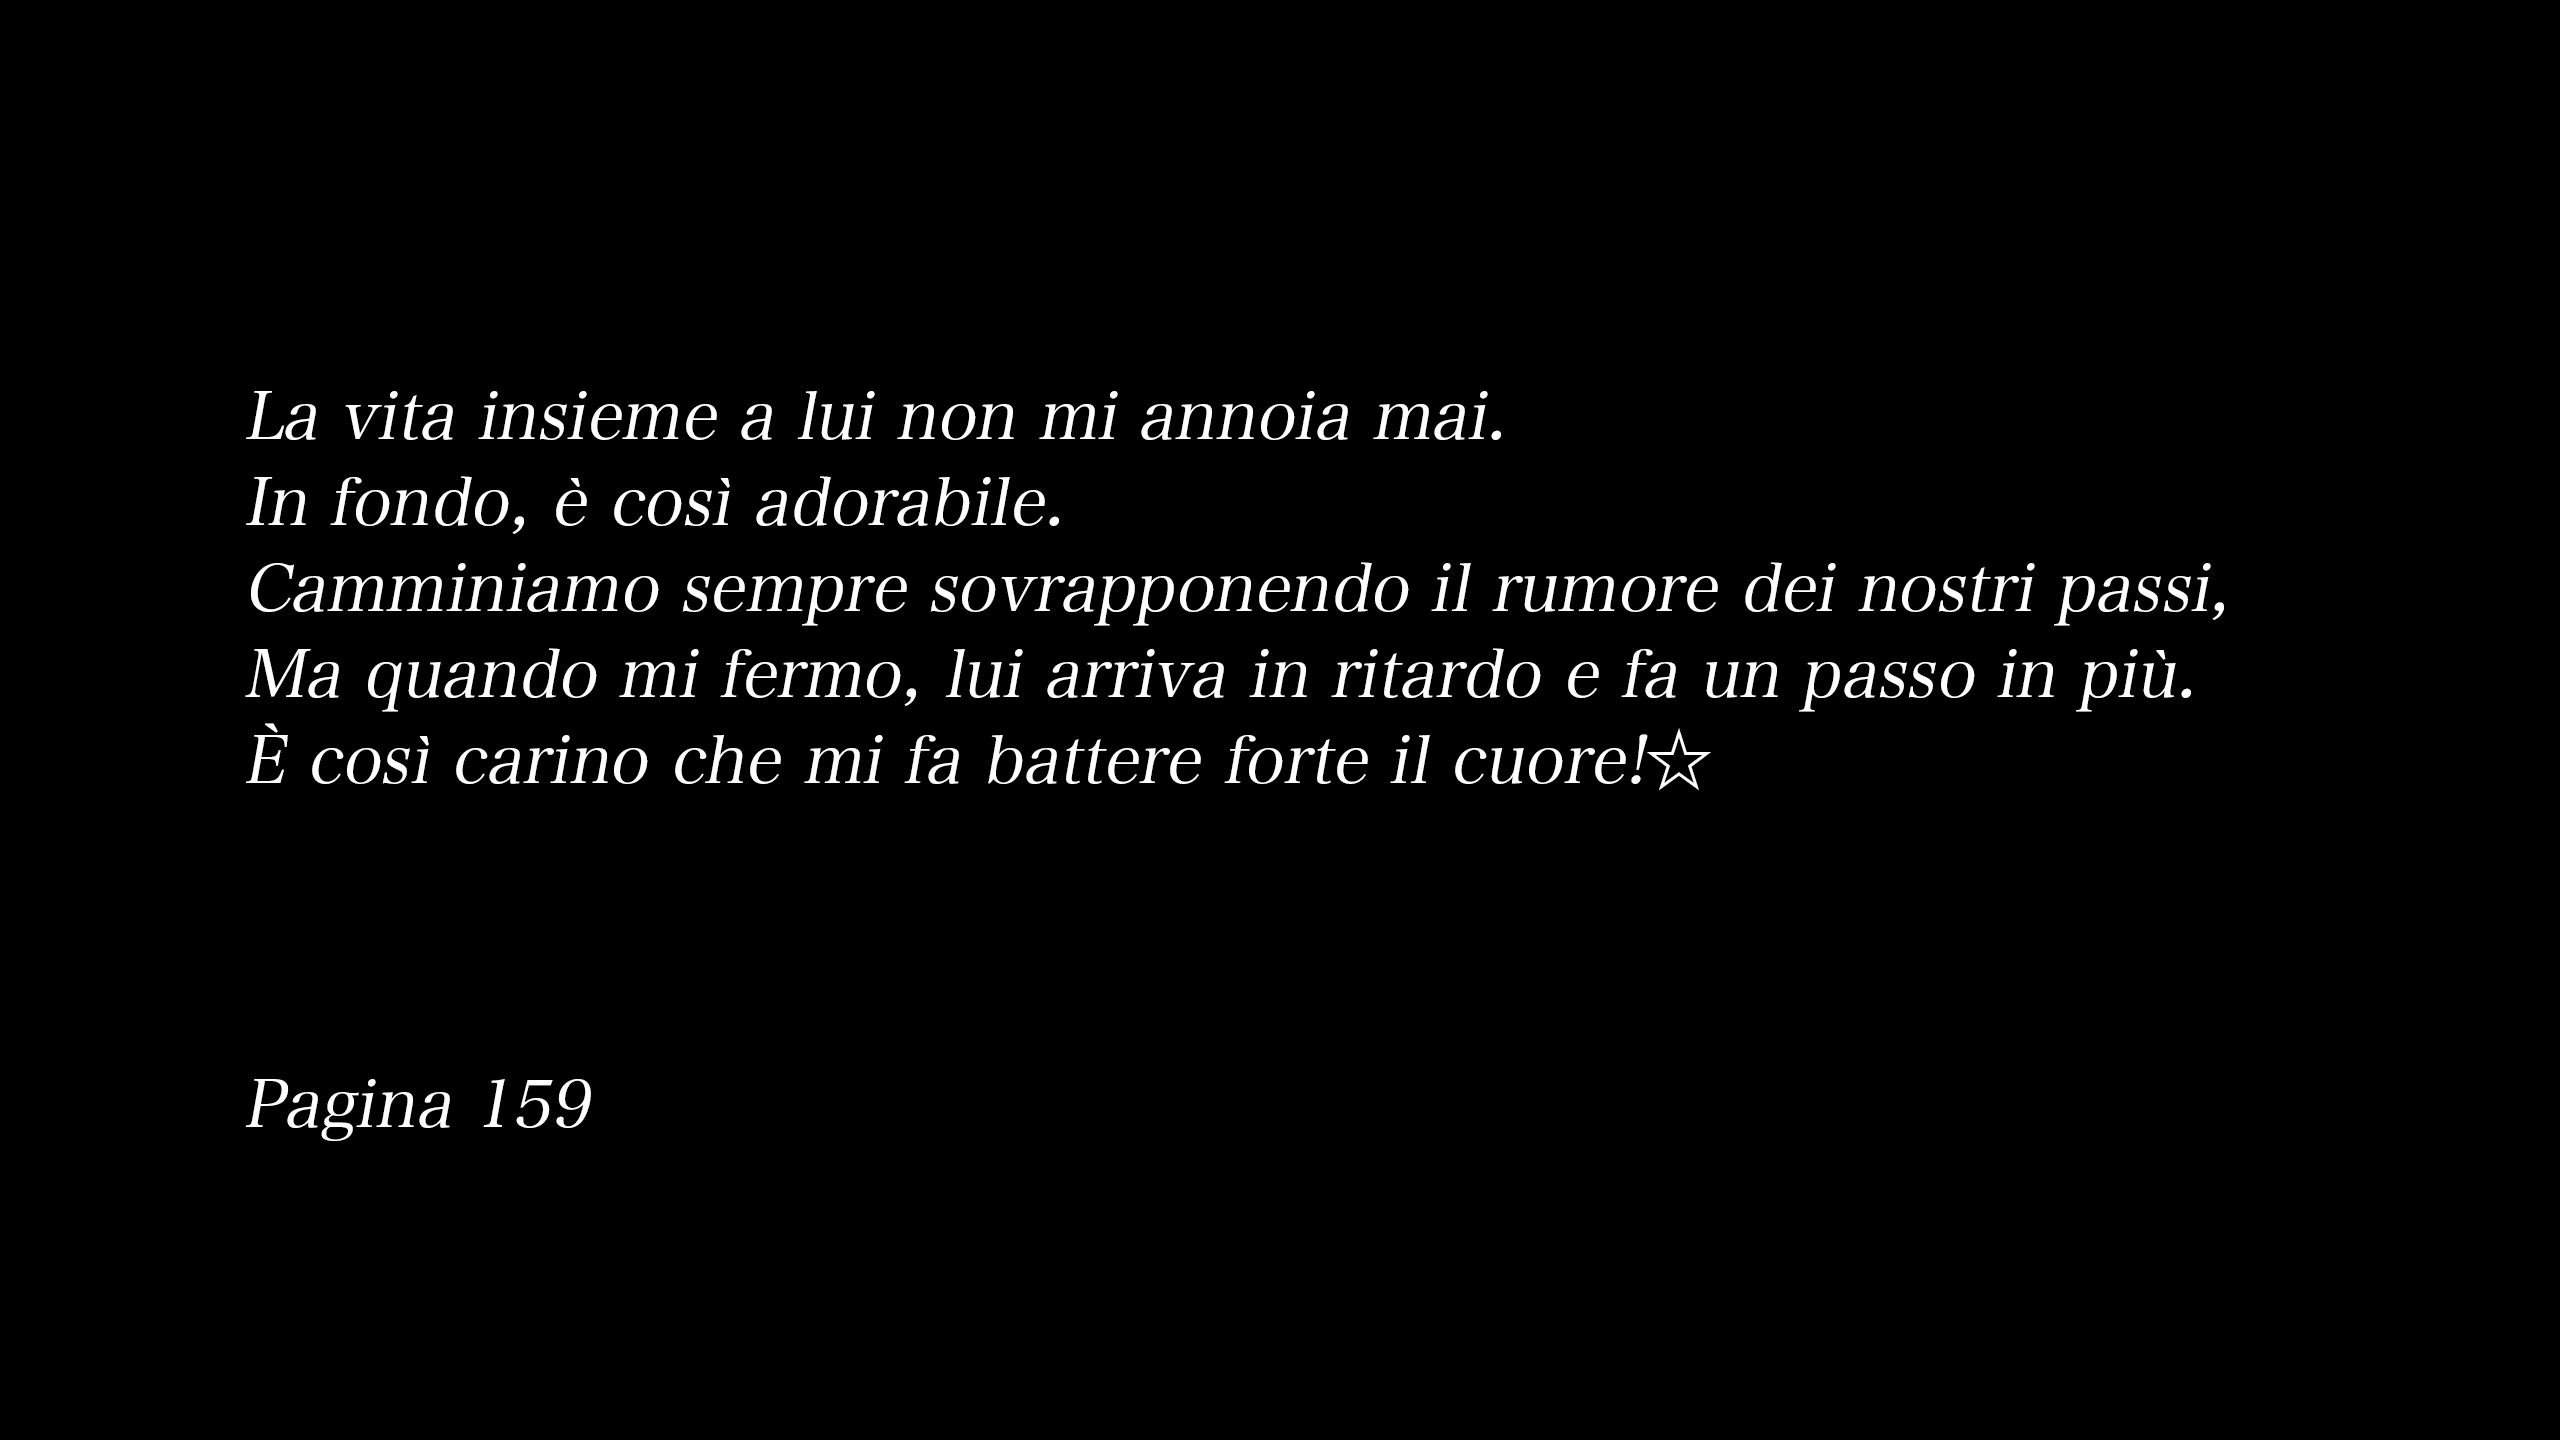 La vita insieme a lui non mi annoia mai.
In fondo, è così adorabile.
Camminiamo sempre sovrapponendo il rumore dei nostri passi,
Ma quando mi fermo, lui arriva in ritardo e fa un passo in più.
È così carino che mi fa battere forte il cuore!☆
Pagina 159